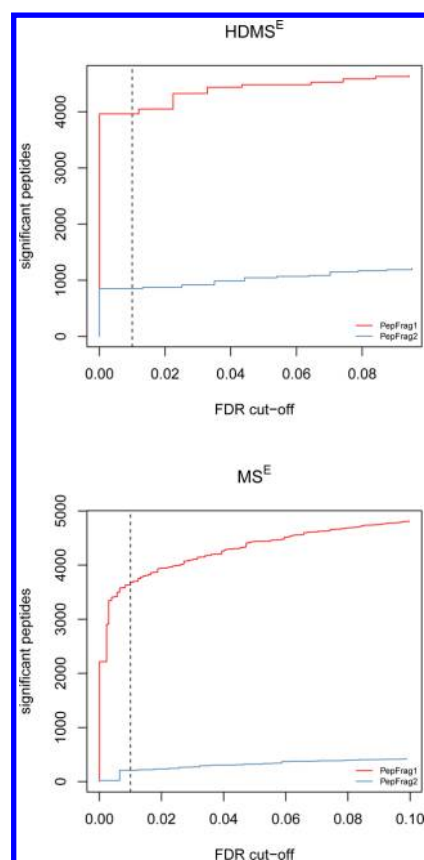 HDMS^E
significant peptides
4000
3000
2000
1000
0
PepFrag1
PepFrag2
0.00 0.02 0.04 0.06 0.08
FDR cut-off
MS^E
significant peptides
5000
4000
3000
2000
1000
0
PepFrag1
PepFrag2
0.00 0.02 0.04 0.06 0.08 0.10
FDR cut-off